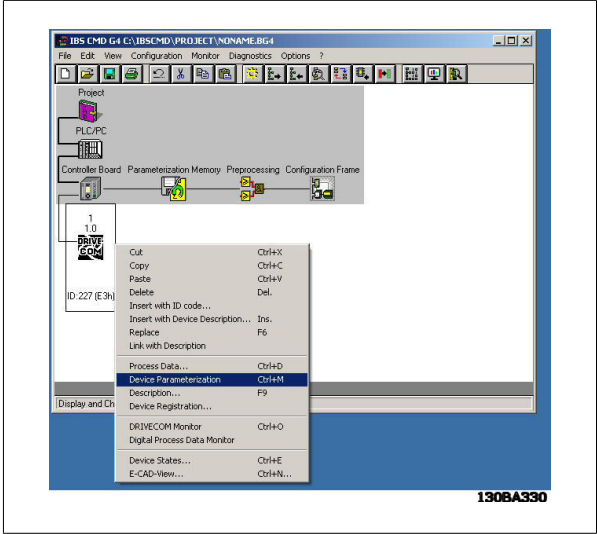 IBS CMD G4 C:\IBSCMD\PROJECT\NONAME.BG4
File Edit View Configuration Monitor Diagnostics Options ?
Project
PLC/PC
Controller Board Parameterization Memory Preprocessing Configuration Frame
1
1.0
DRIVE-
COM
ID:227 (E3h)
Cut Ctrl+X
Copy Ctrl+C
Paste Ctrl+V
Delete Del.
Insert with ID code...
Insert with Device Description... Ins.
Replace F6
Link with Description
Process Data... Ctrl+D
Device Parameterization Ctrl+M
Description... F9
Device Registration...
DRIVECOM Monitor Ctrl+O
Digital Process Data Monitor
Device States... Ctrl+E
E-CAD-View... Ctrl+N...
Display and Ch
130BA330